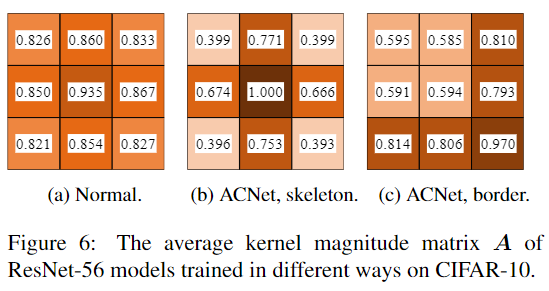 0.826 0.860 0.833 0.399 0.771 0.399 0.595 0.585 0.810
0.850 0.935 0.867 0.674 1.000 0.666 0.591 0.594 0.793
0.821 0.854 0.827 0.396 0.753 0.393 0.814 0.806 0.970
(a) Normal. (b) ACNet, skeleton. (c) ACNet, border.
Figure 6: The average kernel magnitude matrix A of
ResNet-56 models trained in different ways on CIFAR-10.